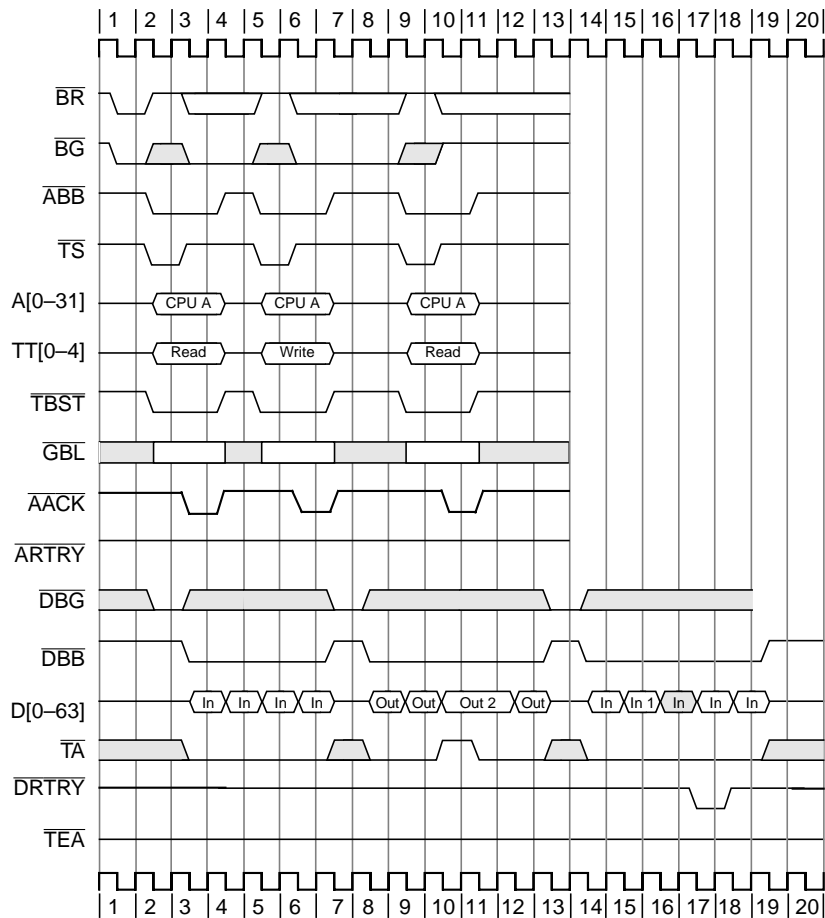 1 2 3 4 5 6 7 8 9 10 11 12 13 14 15 16 17 18 19 20
BR
BG
ABB
TS
A[0–31] CPU A CPU A CPU A
TT[0–4] Read Write Read
TBST
GBL
AACK
ARTRY
DBG
DBB
D[0–63] In In In In Out Out Out 2 Out In In 1 In In In
TA
DRTRY
TEA
1 2 3 4 5 6 7 8 9 10 11 12 13 14 15 16 17 18 19 20